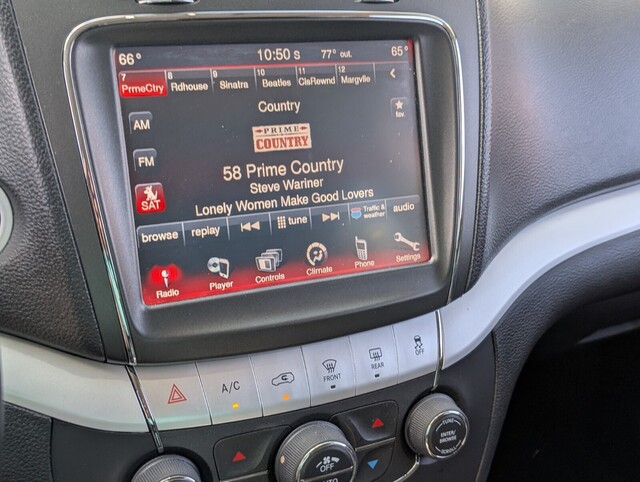 66° 10:50 S 77° out. 65°
7 PrmeCtry 8 Rdhouse 9 Sinatra 10 Beatles 11 ClsRewnd 12 Margvlle
Country
AM
fav.
PRIME
COUNTRY
FM
58 Prime Country
Steve Wariner
SAT
Lonely Women Make Good Lovers
browse replay tune Traffic & weather audio
Radio Player Controls Climate Phone Settings
A/C FRONT REAR OFF
OFF
AUTO
ENTER/
BROWSE